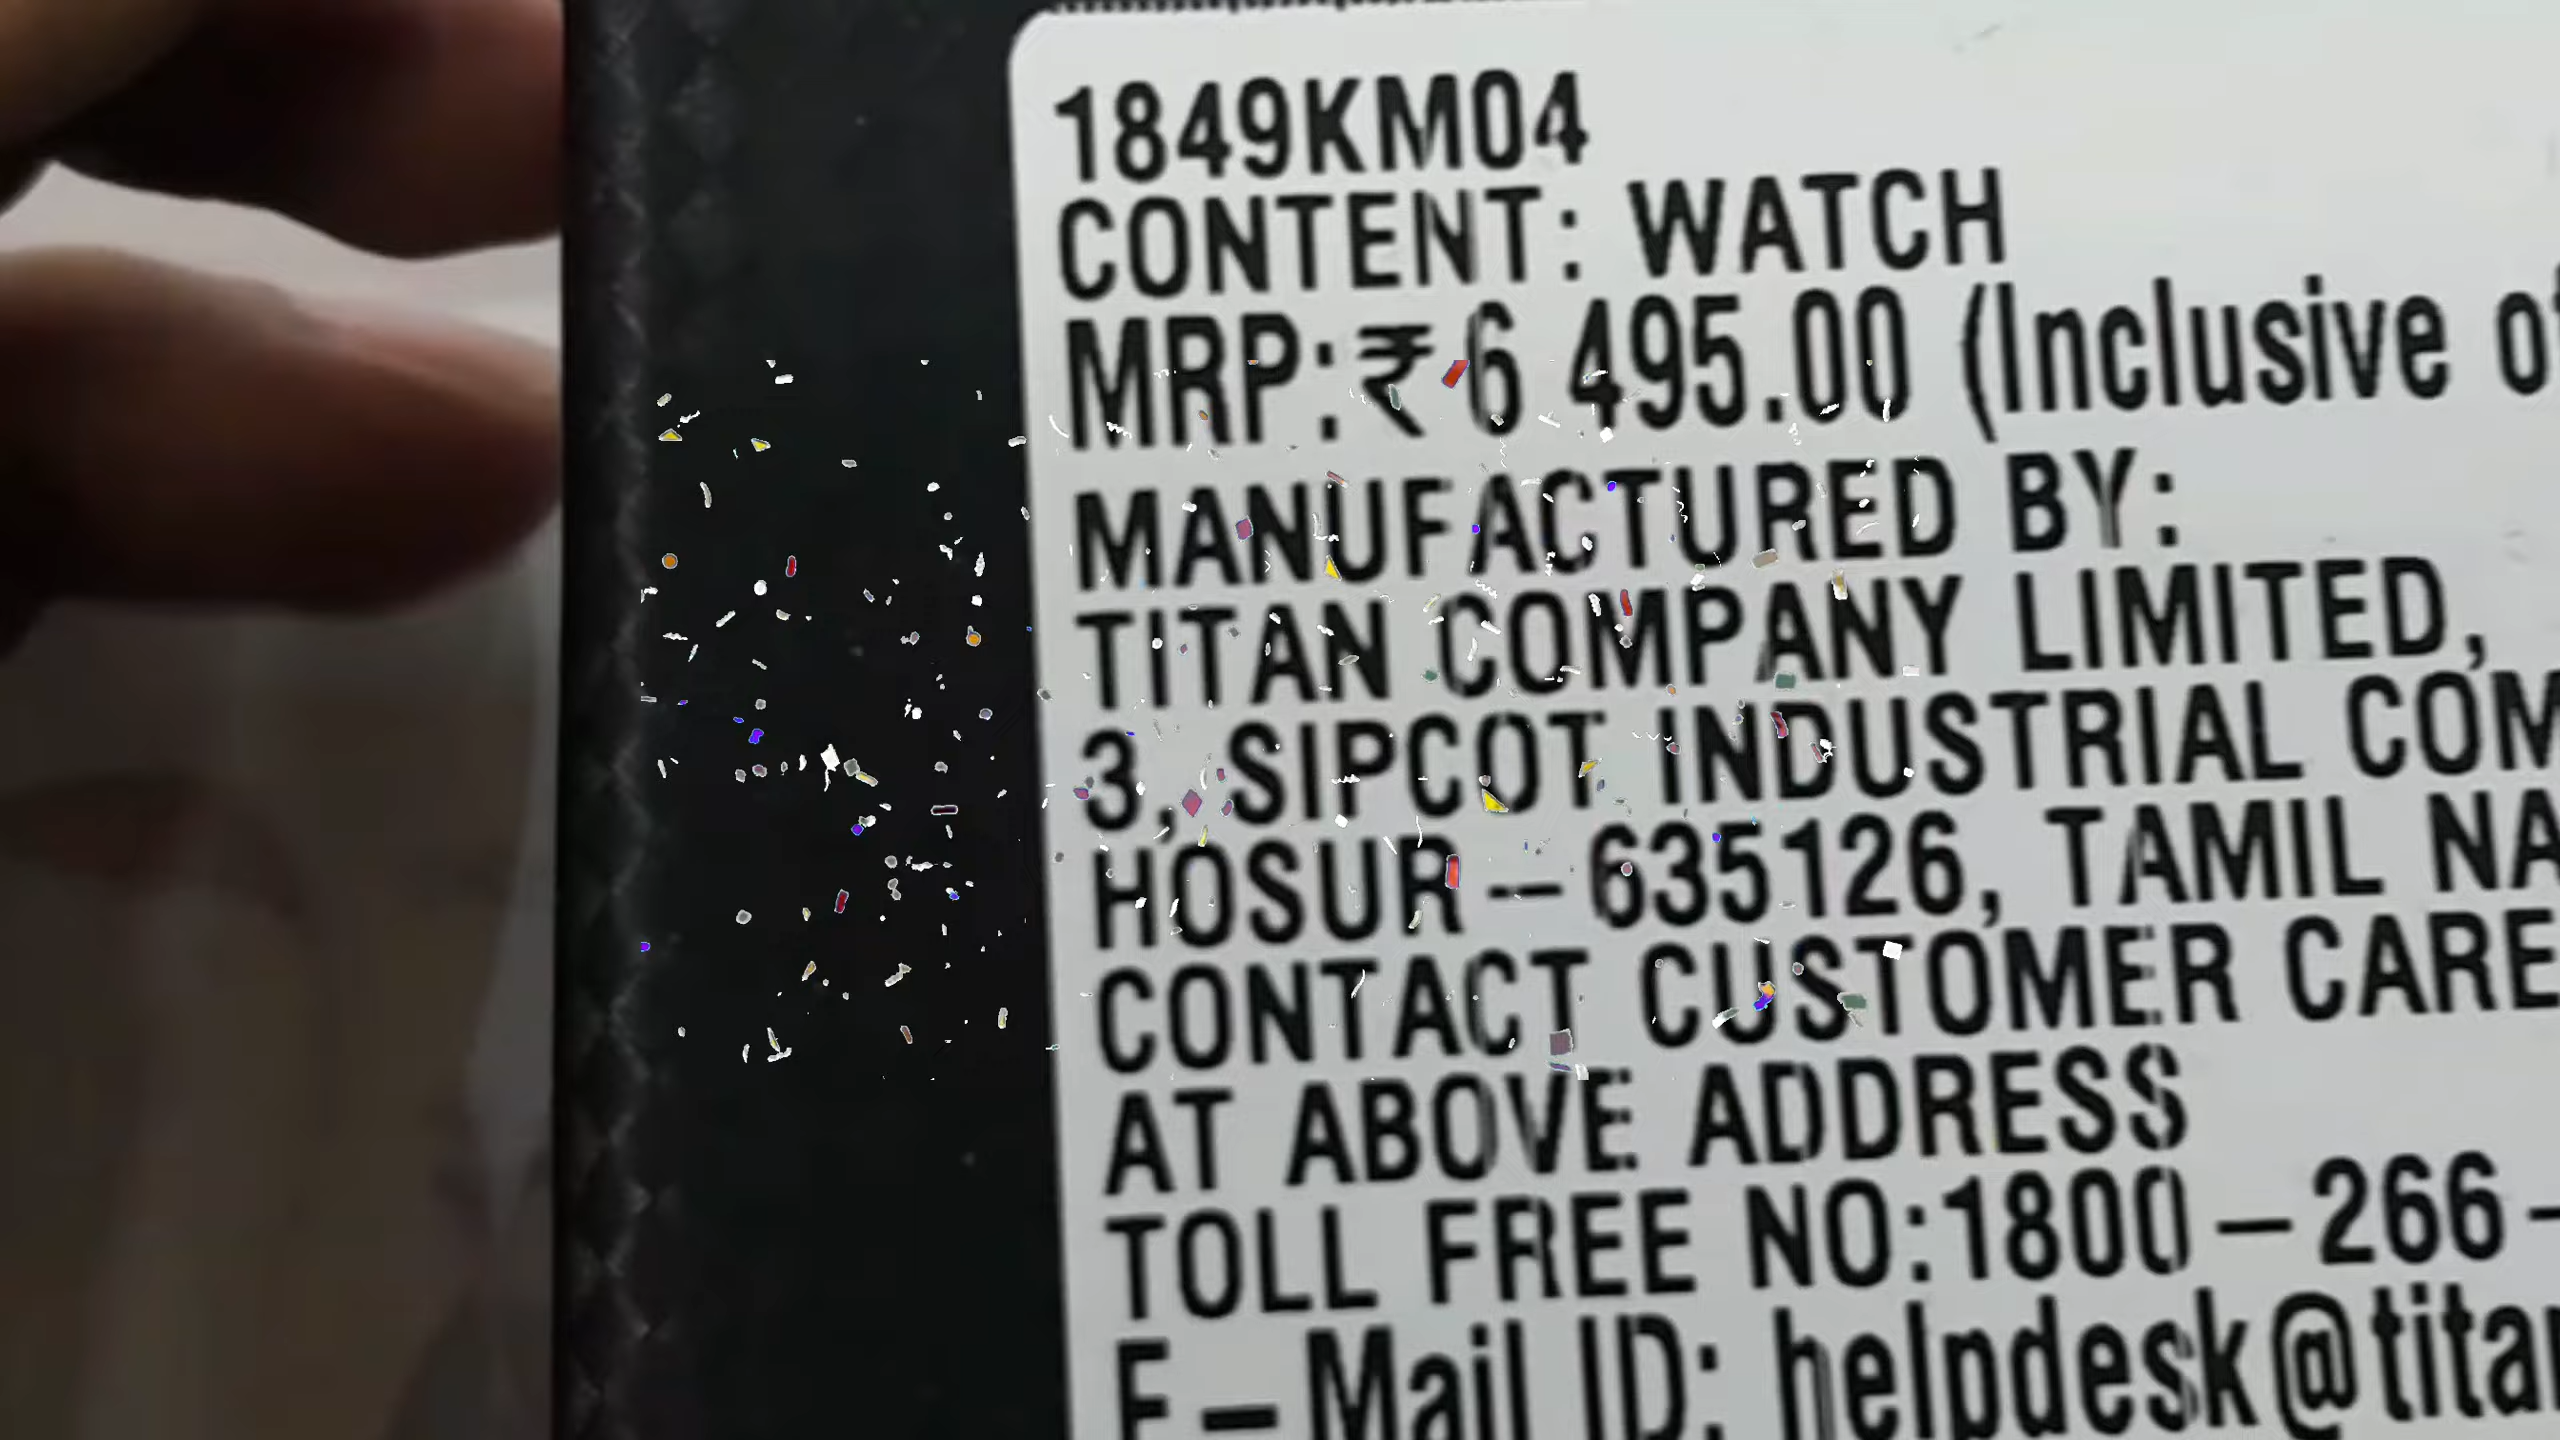 1849KM04
CONTENT: WATCH
MRP:₹ 6 495.00 (Inclusive of
MANUFACTURED BY:
TITAN COMPANY LIMITED,
3, SIPCOT INDUSTRIAL COM
HOSUR – 635126, TAMIL NA
CONTACT CUSTOMER CARE
AT ABOVE ADDRESS
TOLL FREE NO:1800 – 266 –
E – Mail ID: helpdesk@titan